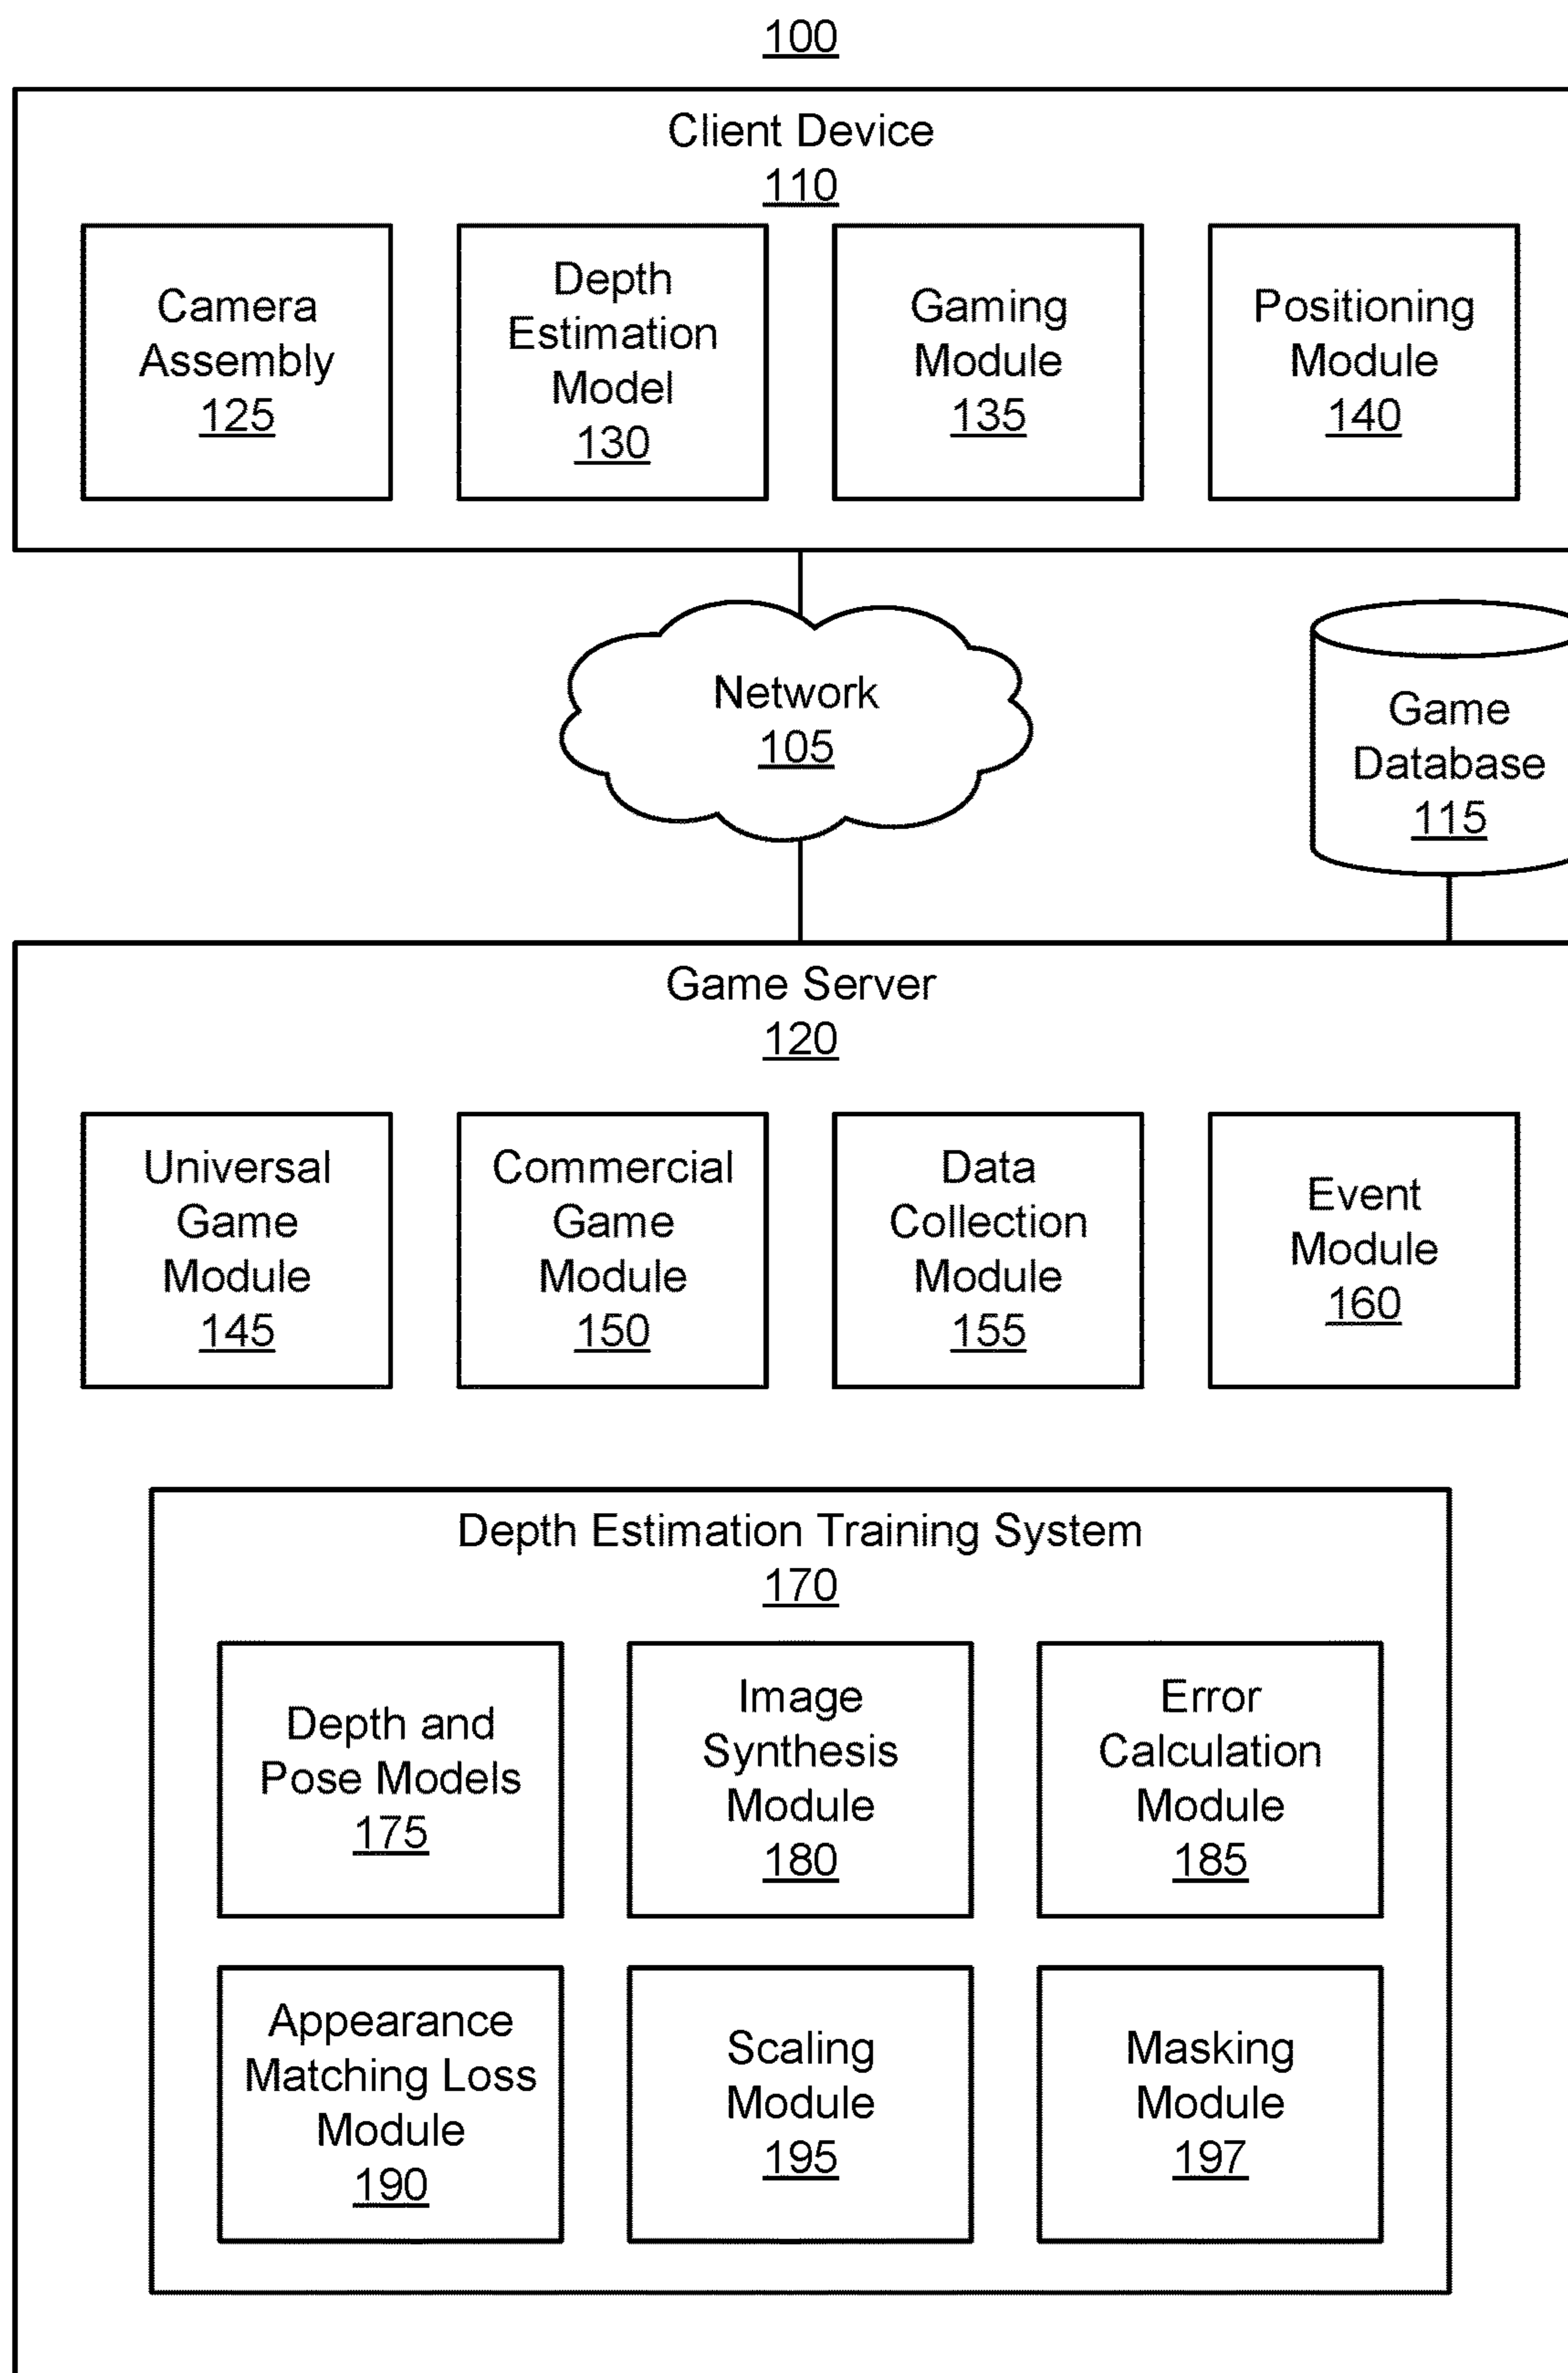 100
Client Device
110
Camera
Assembly
125
Depth
Estimation
Model
130
Gaming
Module
135
Positioning
Module
140
Network
105
Game
Database
115
Game Server
120
Universal
Game
Module
145
Commercial
Game
Module
150
Data
Collection
Module
155
Event
Module
160
Depth Estimation Training System
170
Depth and
Pose Models
175
Image
Synthesis
Module
180
Error
Calculation
Module
185
Appearance
Matching Loss
Module
190
Scaling
Module
195
Masking
Module
197